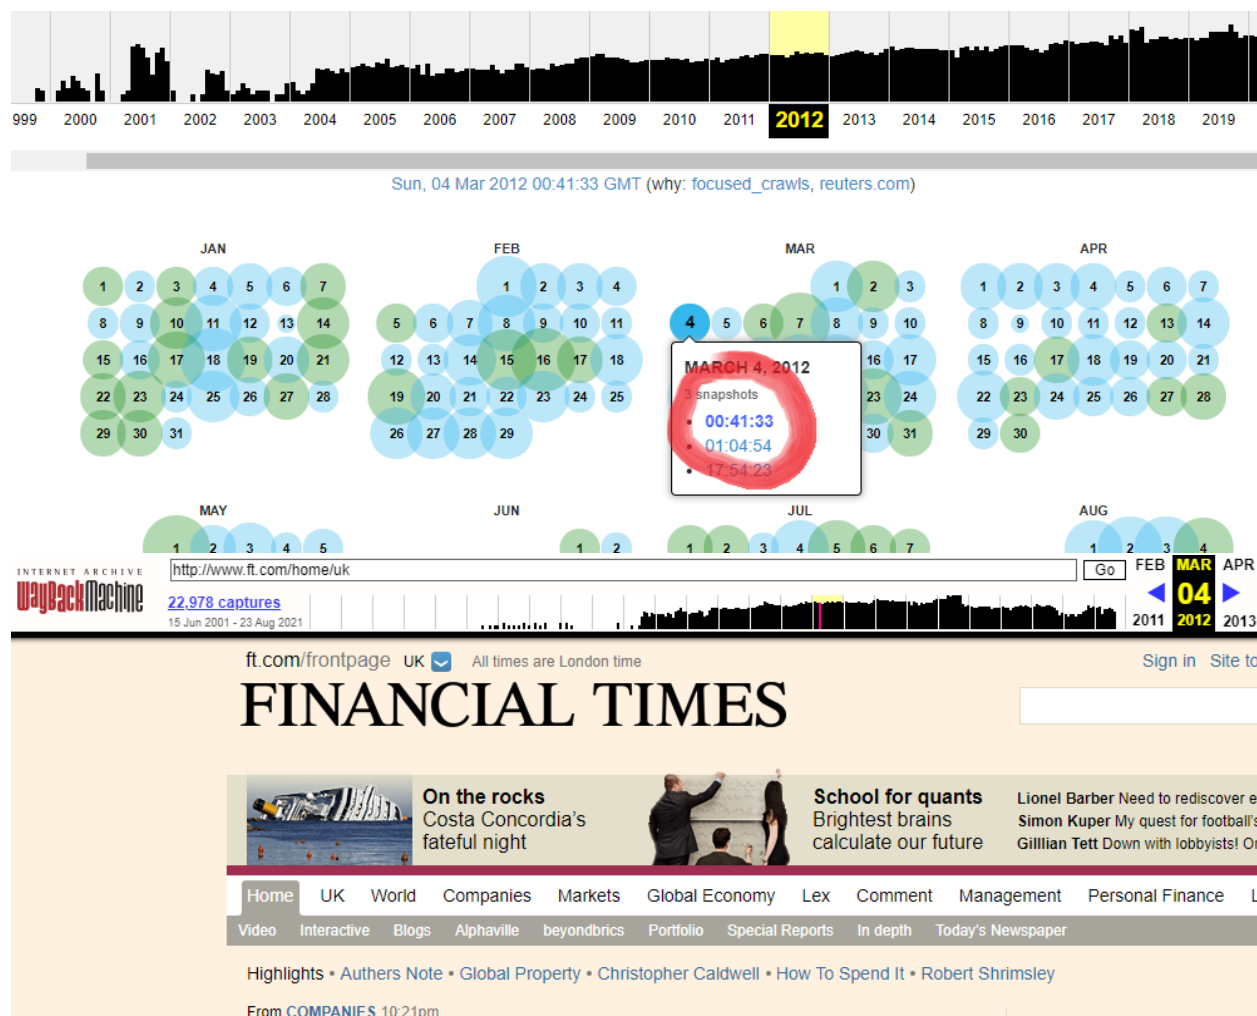 999 2000 2001 2002 2003 2004 2005 2006 2007 2008 2009 2010 2011 2012 2013 2014 2015 2016 2017 2018 2019
Sun, 04 Mar 2012 00:41:33 GMT (why: focused_crawls, reuters.com)
JAN FEB MAR APR
1 2 3 4 5 6 7 1 2 3 4 1 2 3 1 2 3 4 5 6 7
8 9 10 11 12 13 14 5 6 7 8 9 10 11 4 5 6 7 8 9 10 8 9 10 11 12 13 14
15 16 17 18 19 20 21 12 13 14 15 16 17 18 16 17 15 16 17 18 19 20 21
22 23 24 25 26 27 28 19 20 21 22 23 24 25 23 24 22 23 24 25 26 27 28
29 30 31 26 27 28 29 30 31 29 30
MARCH 4, 2012
3 snapshots
• 00:41:33
• 01:04:54
• 17:54:23
MAY JUN JUL AUG
1 2 3 4 5 1 2 1 2 3 4 5 6 7 1 2 3 4
INTERNET ARCHIVE
WayBackMachine
http://www.ft.com/home/uk
Go
FEB MAR APR
22,978 captures
04
15 Jun 2001 - 23 Aug 2021
2011 2012 2013
ft.com/frontpage UK All times are London time
Sign in Site to
FINANCIAL TIMES
On the rocks
Costa Concordia's
fateful night
School for quants
Brightest brains
calculate our future
Lionel Barber Need to rediscover e
Simon Kuper My quest for football's
Gilllian Tett Down with lobbyists! Or
Home UK World Companies Markets Global Economy Lex Comment Management Personal Finance L
Video Interactive Blogs Alphaville beyondbrics Portfolio Special Reports In depth Today's Newspaper
Highlights • Authers Note • Global Property • Christopher Caldwell • How To Spend It • Robert Shrimsley
From COMPANIES 10:21pm